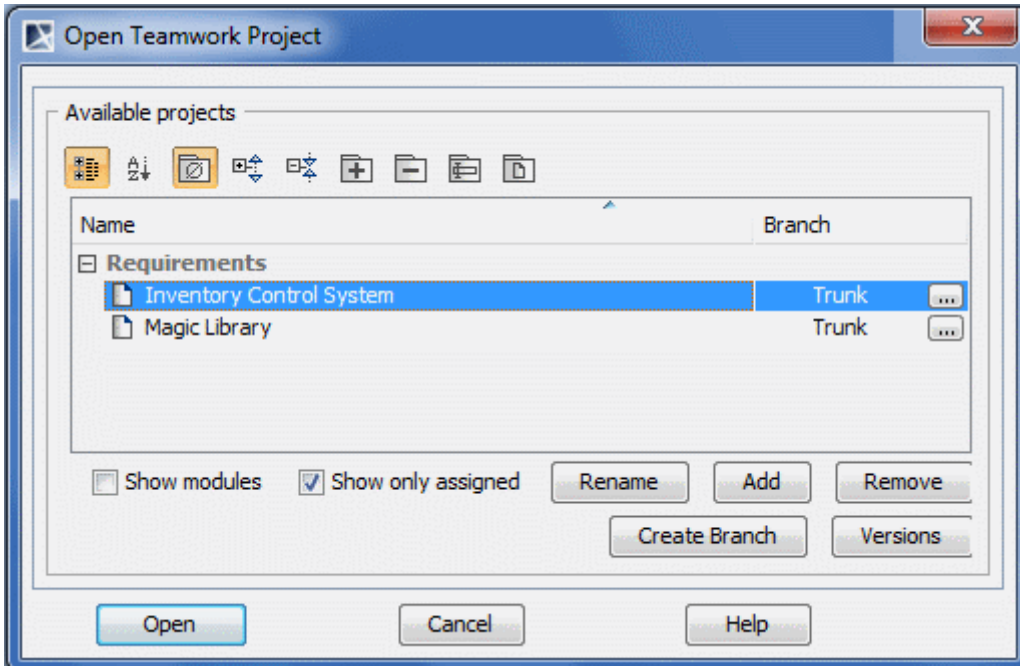 Open Teamwork Project
Available projects
Name Branch
Requirements
Inventory Control System Trunk ...
Magic Library Trunk ...
Show modules Show only assigned Rename Add Remove
Create Branch Versions
Open Cancel Help